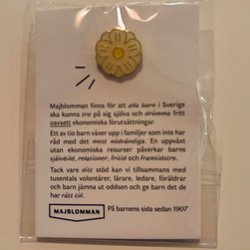 Majblomman finns för att alla barn i Sverige
ska kunna tro på sig själva och drömma fritt
oavsett ekonomiska förutsättningar.
Ett av tio barn växer upp i familjer som inte har
råd med det mest nödvändiga. En uppväxt
utan ekonomiska resurser påverkar barns
självbild, relationer, fritid och framtidstro.
Tack vare ditt stöd kan vi tillsammans med
tusentals volontärer, lärare, ledare, föräldrar
och barn jämna ut oddsen och ge barn det de
har rätt till.
MAJBLOMMAN
På barnens sida sedan 1907